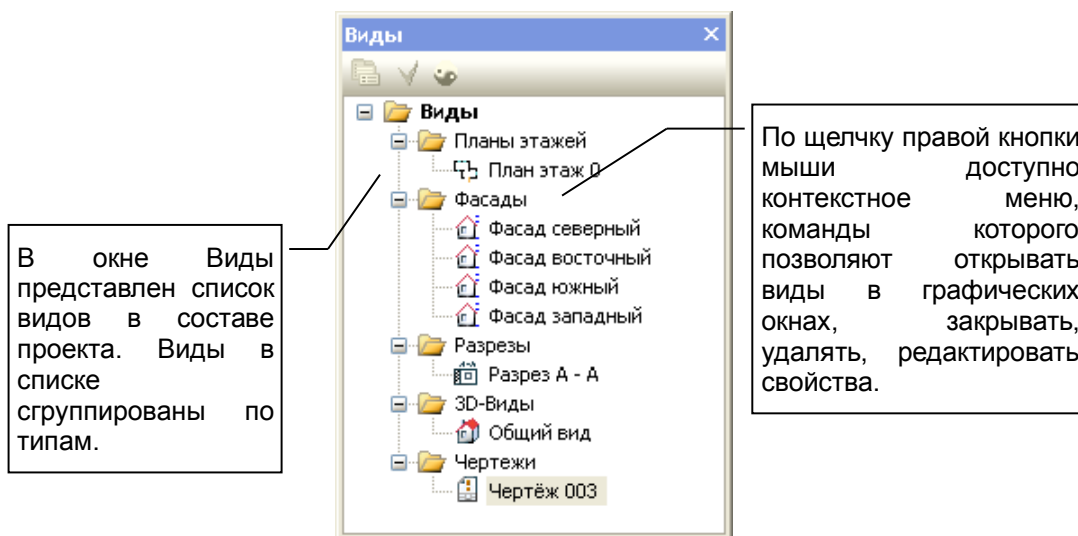 Виды
Виды
Планы этажей
План этаж 0
Фасады
Фасад северный
Фасад восточный
Фасад южный
Фасад западный
Разрезы
Разрез А - А
3D-Виды
Общий вид
Чертежи
Чертёж 003
В окне Виды
представлен список
видов в составе
проекта. Виды в
списке
сгруппированы по
типам.
По щелчку правой кнопки
мыши доступно
контекстное меню,
команды которого
позволяют открывать
виды в графических
окнах, закрывать,
удалять, редактировать
свойства.